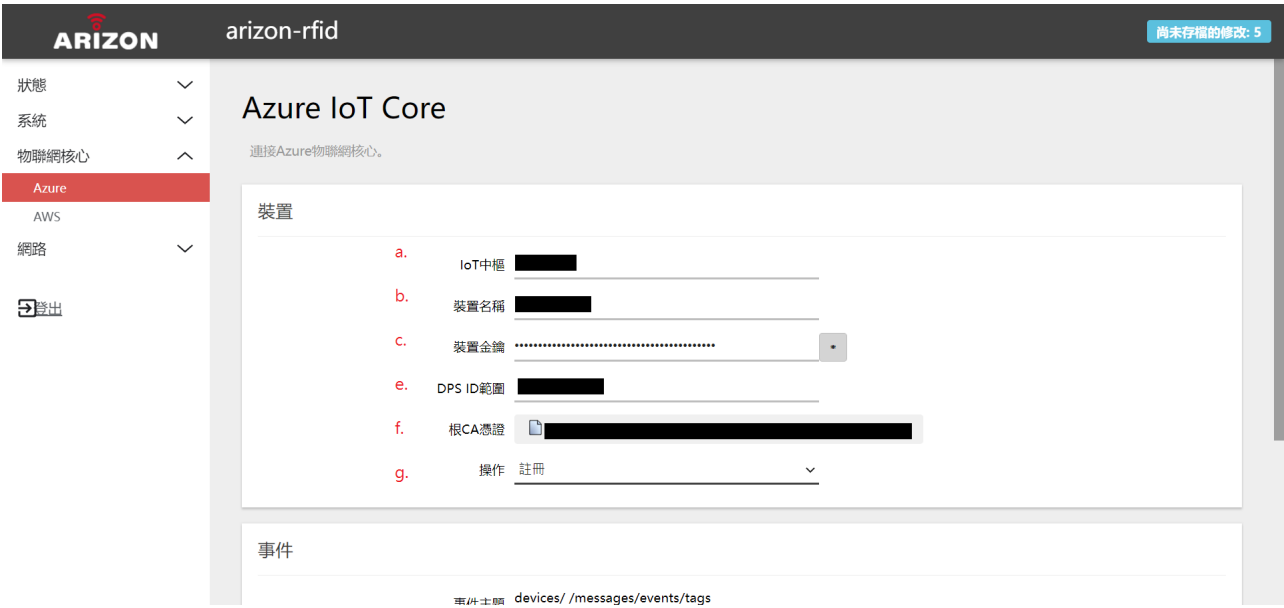 ARIZON
arizon-rfid
尚未存檔的修改: 5
狀態
系統
物聯網核心
Azure
AWS
網路
登出
Azure IoT Core
連接Azure物聯網核心。
裝置
a. IoT中樞
b. 裝置名稱
c. 裝置金鑰 •••••••••••••••••••••••••••••••••••••••••••• *
e. DPS ID範圍
f. 根CA憑證
g. 操作 註冊
事件
事件主題 devices/ /messages/events/tags